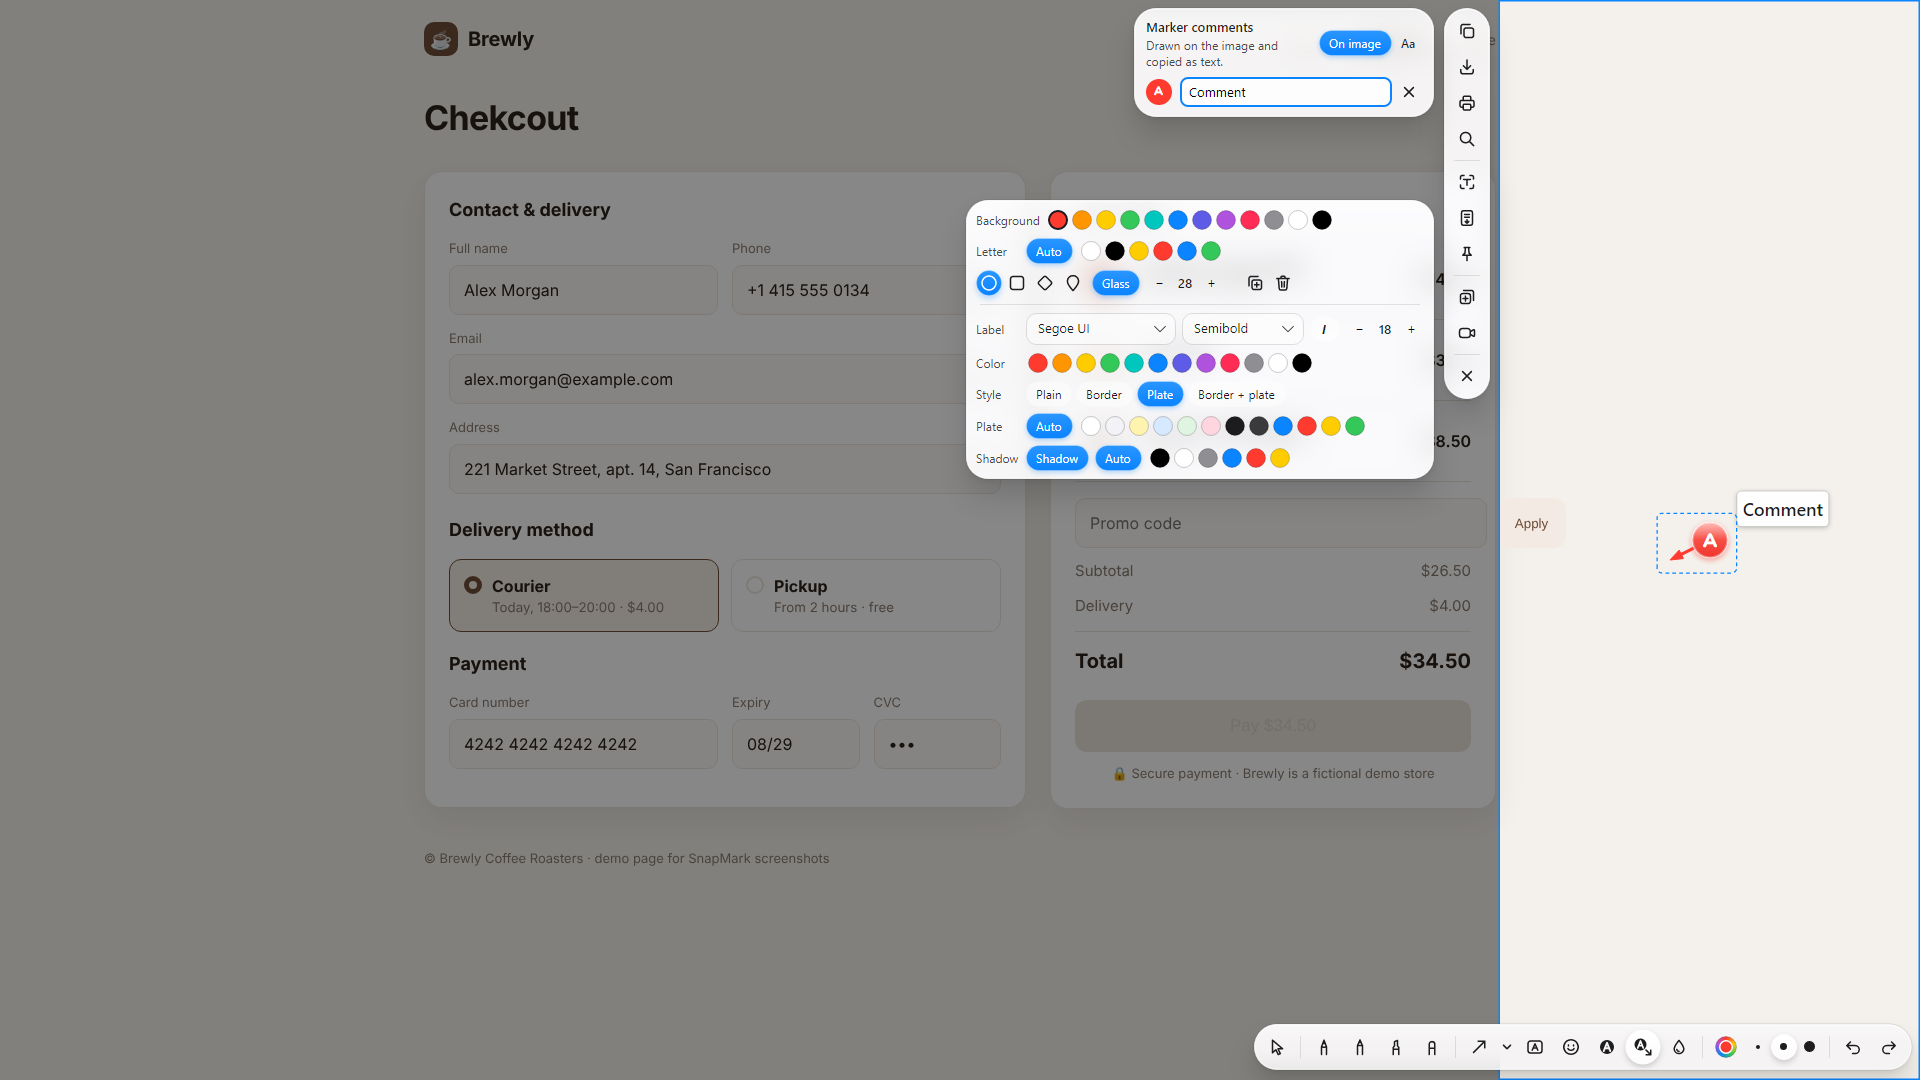 Brewly
Chekcout
Marker comments
Drawn on the image and
copied as text.
On image
Aa
A
Comment
Contact & delivery
Full name
Alex Morgan
Phone
+1 415 555 0134
Email
alex.morgan@example.com
Address
221 Market Street, apt. 14, San Francisco
Delivery method
Courier
Today, 18:00–20:00 · $4.00
Pickup
From 2 hours · free
Payment
Card number
4242 4242 4242 4242
Expiry
08/29
CVC
•••
Background
Letter
Auto
Glass
− 28 +
Label
Segoe UI
Semibold
I
− 18 +
Color
Style
Plain
Border
Plate
Border + plate
Plate
Auto
Shadow
Shadow
Auto
8.50
Promo code
Apply
Subtotal
$26.50
Delivery
$4.00
Total
$34.50
Pay $34.50
🔒 Secure payment · Brewly is a fictional demo store
A
Comment
© Brewly Coffee Roasters · demo page for SnapMark screenshots